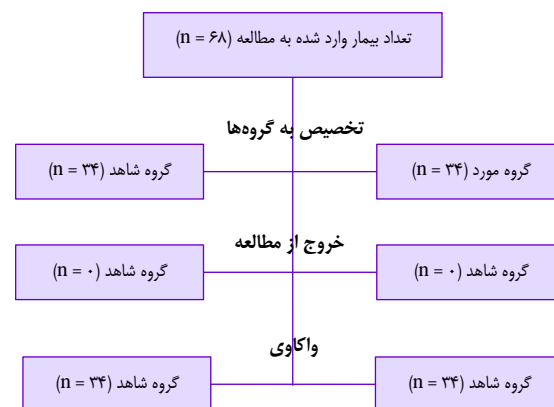 تعداد بیمار وارد شده به مطالعه (n = ۶۸)
تخصیص به گروه‌ها
گروه مورد (n = ۳۴)
گروه شاهد (n = ۳۴)
خروج از مطالعه
گروه شاهد (n = ۰)
گروه شاهد (n = ۰)
واکاوی
گروه شاهد (n = ۳۴)
گروه شاهد (n = ۳۴)